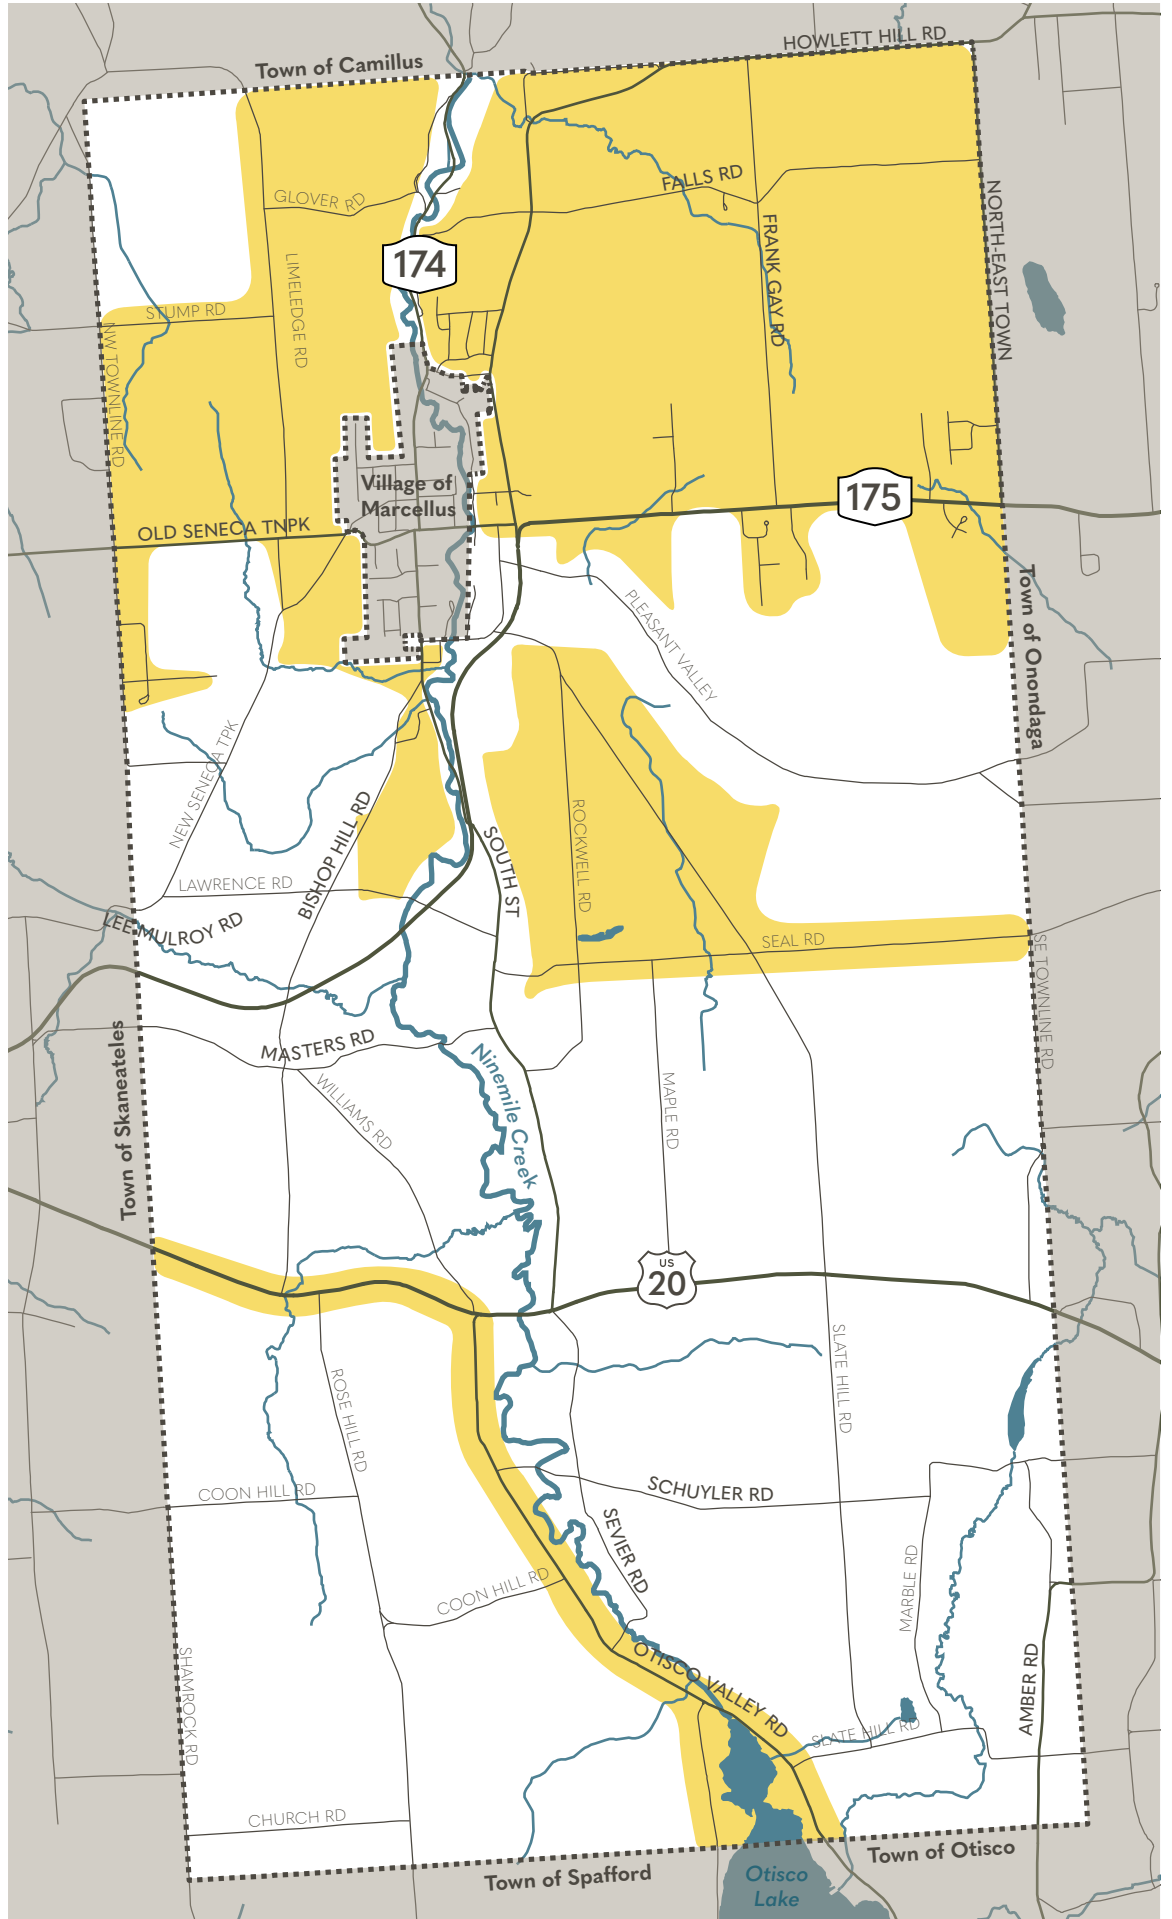 HOWLETT HILL RD
Town of Camillus
FALLS RD
GLOVER RD
NORTH-EAST TOWN
FRANK GAY RD
174
LIMELEDGE RD
STUMP RD
NW TOWNLINE RD
Village of
Marcellus
175
OLD SENECA TNPK
Town of Onondaga
PLEASANT VALLEY
NEW SENECA TPK
BISHOP HILL RD
ROCKWELL RD
SOUTH ST
LAWRENCE RD
LEE MULROY RD
SEAL RD
SE TOWNLINE RD
Town of Skaneateles
MASTERS RD
Ninemile Creek
WILLIAMS RD
MAPLE RD
US
20
SLATE HILL RD
ROSE HILL RD
COON HILL RD
SCHUYLER RD
SEVIER RD
MARBLE RD
COON HILL RD
SHAMROCK RD
OTISCO VALLEY RD
AMBER RD
SLATE HILL RD
CHURCH RD
Town of Otisco
Town of Spafford
Otisco
Lake